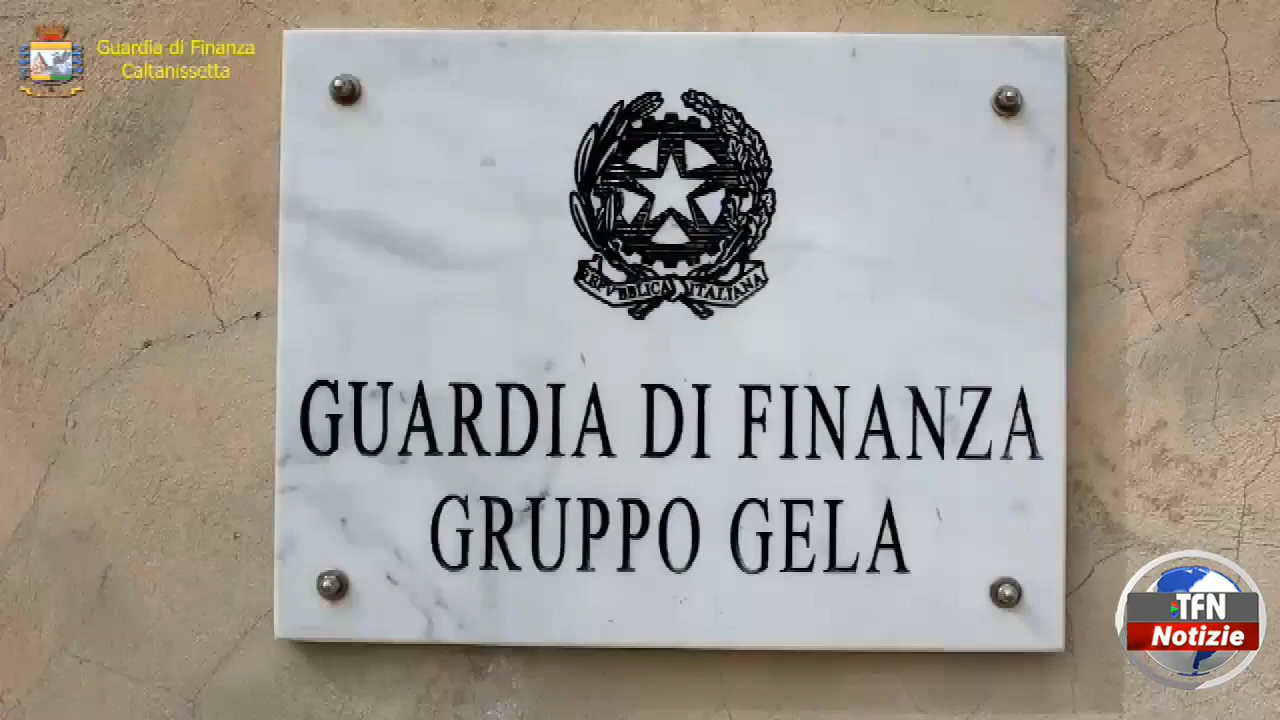 Guardia di Finanza
Caltanissetta
REPVBBLICA ITALIANA
GUARDIA DI FINANZA
GRUPPO GELA
TFN
Notizie